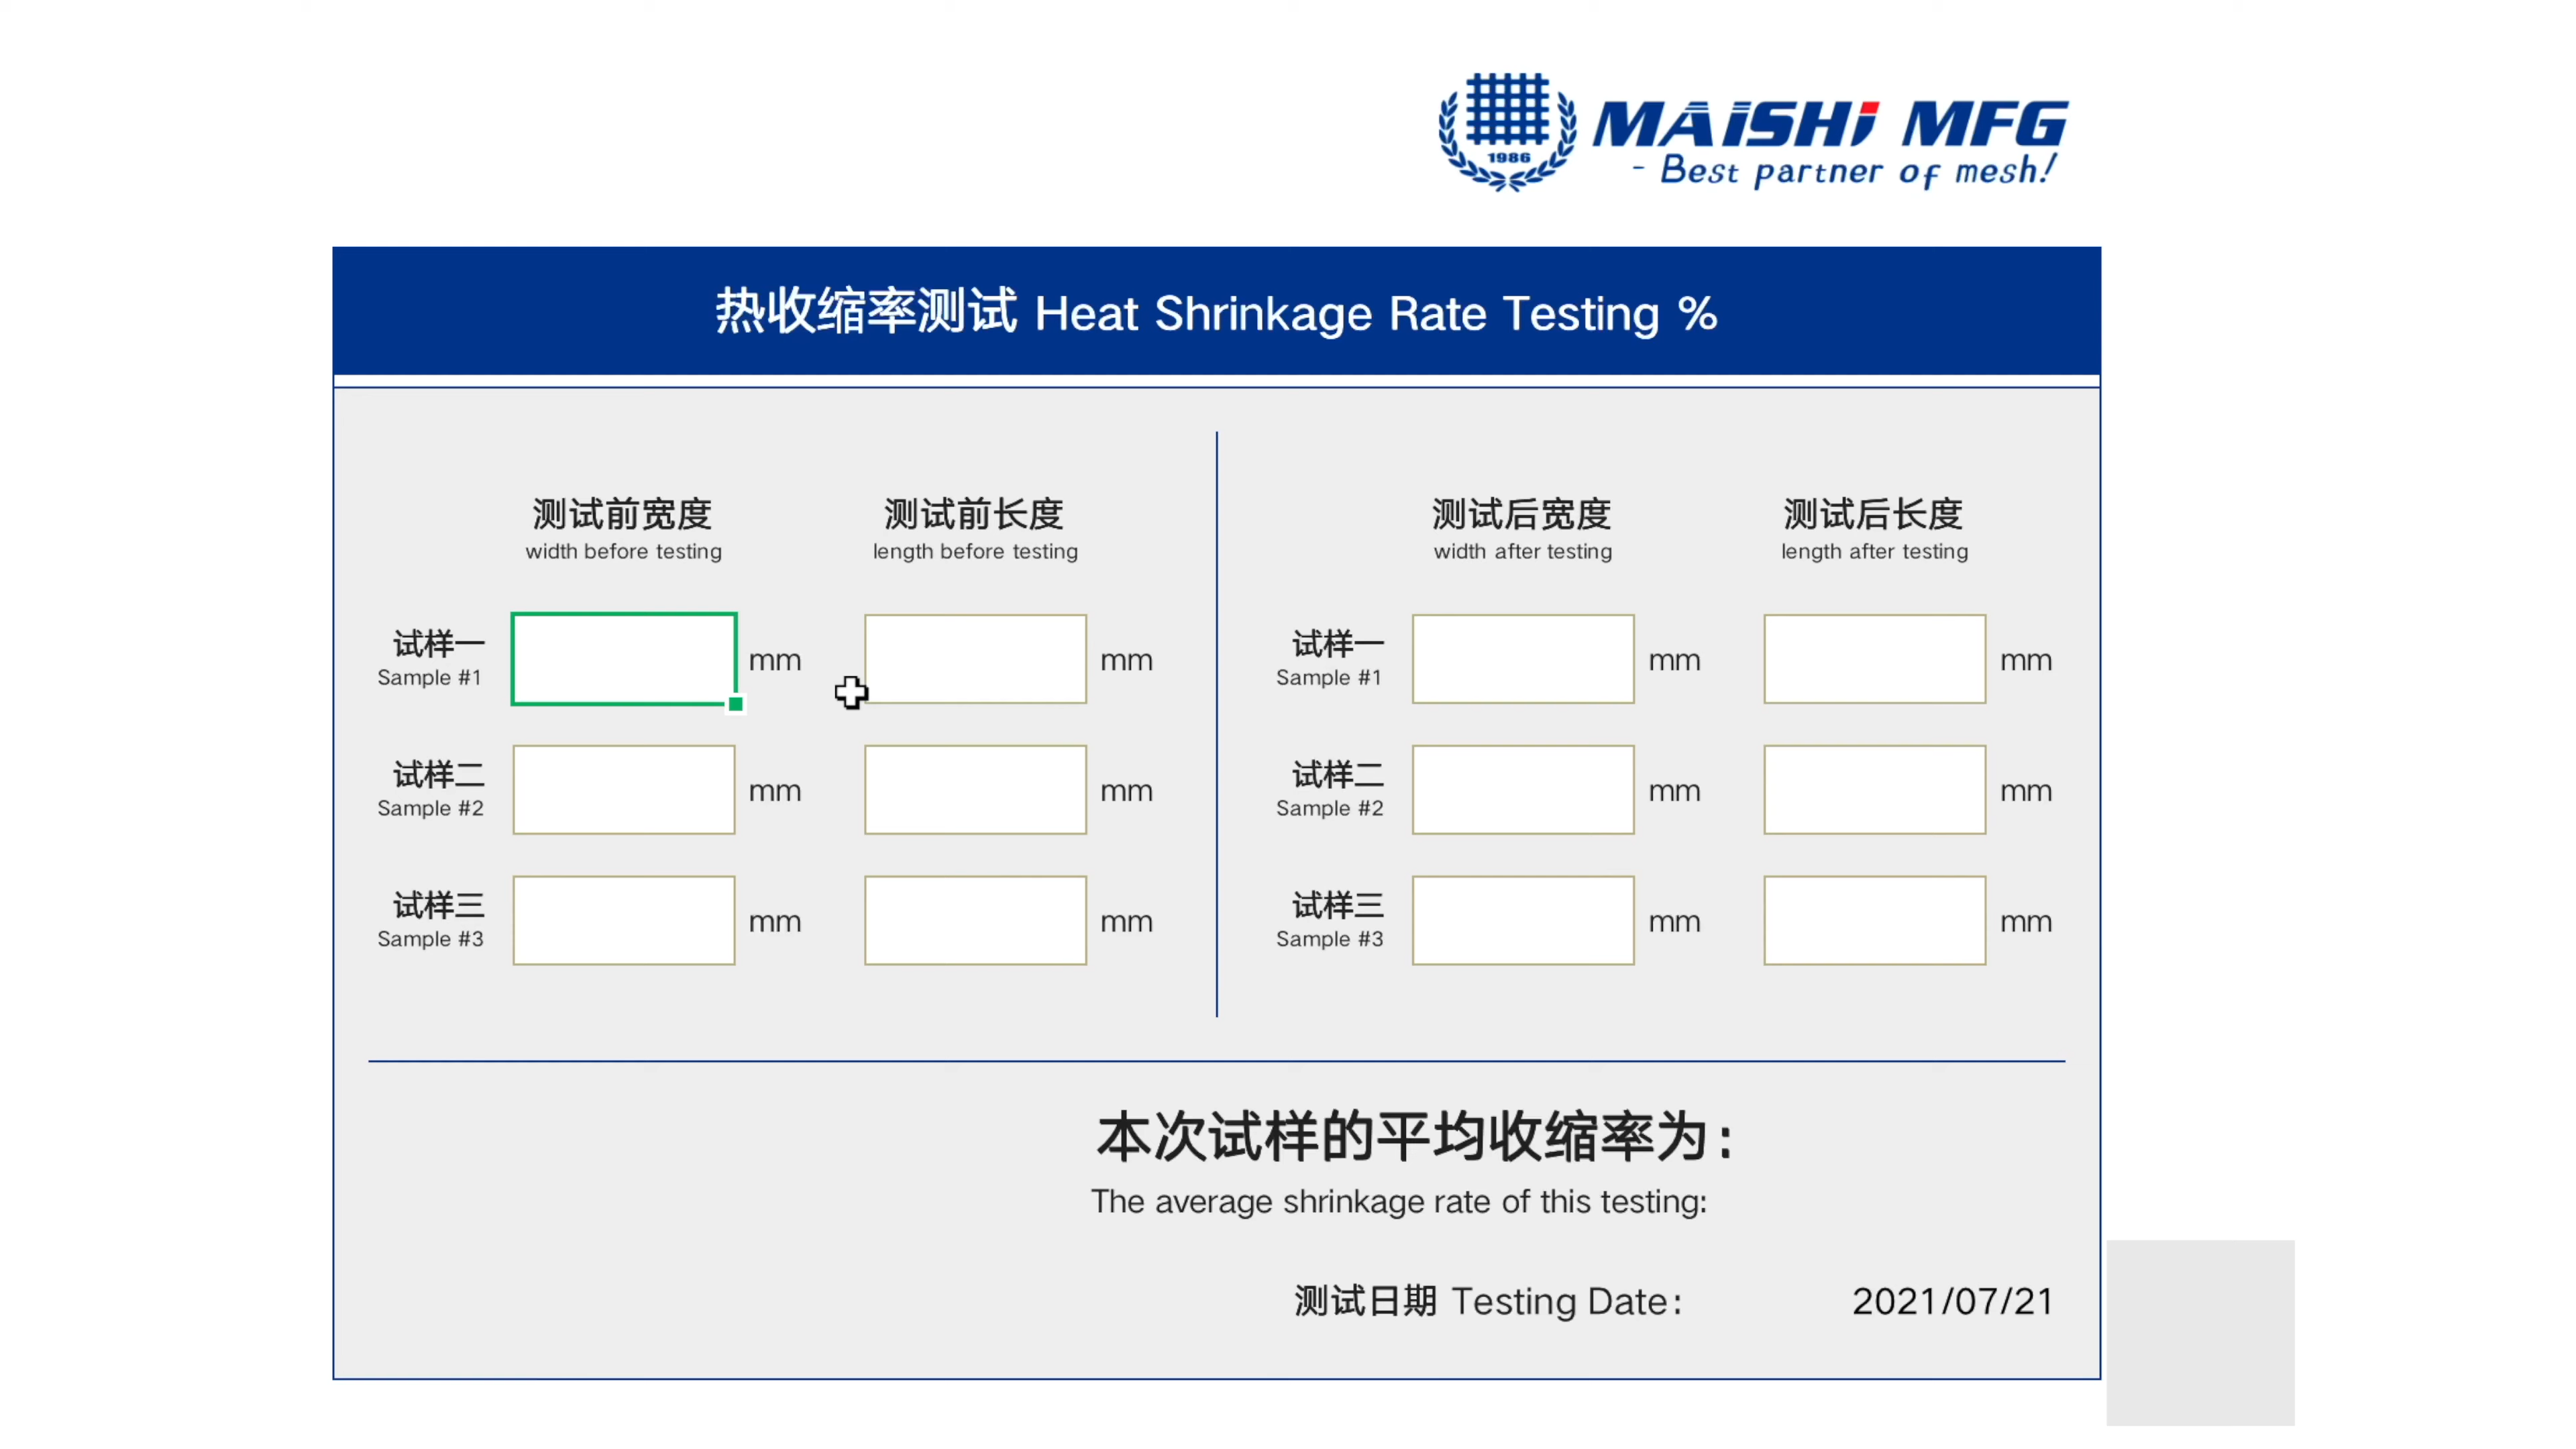 1986
MAiSHi MFG
- Best partner of mesh!
热收缩率测试 Heat Shrinkage Rate Testing %
测试前宽度 测试前长度 测试后宽度 测试后长度
width before testing length before testing width after testing length after testing
试样一 mm mm 试样一 mm mm
Sample #1 Sample #1
试样二 mm mm 试样二 mm mm
Sample #2 Sample #2
试样三 mm mm 试样三 mm mm
Sample #3 Sample #3
本次试样的平均收缩率为:
The average shrinkage rate of this testing:
测试日期 Testing Date: 2021/07/21